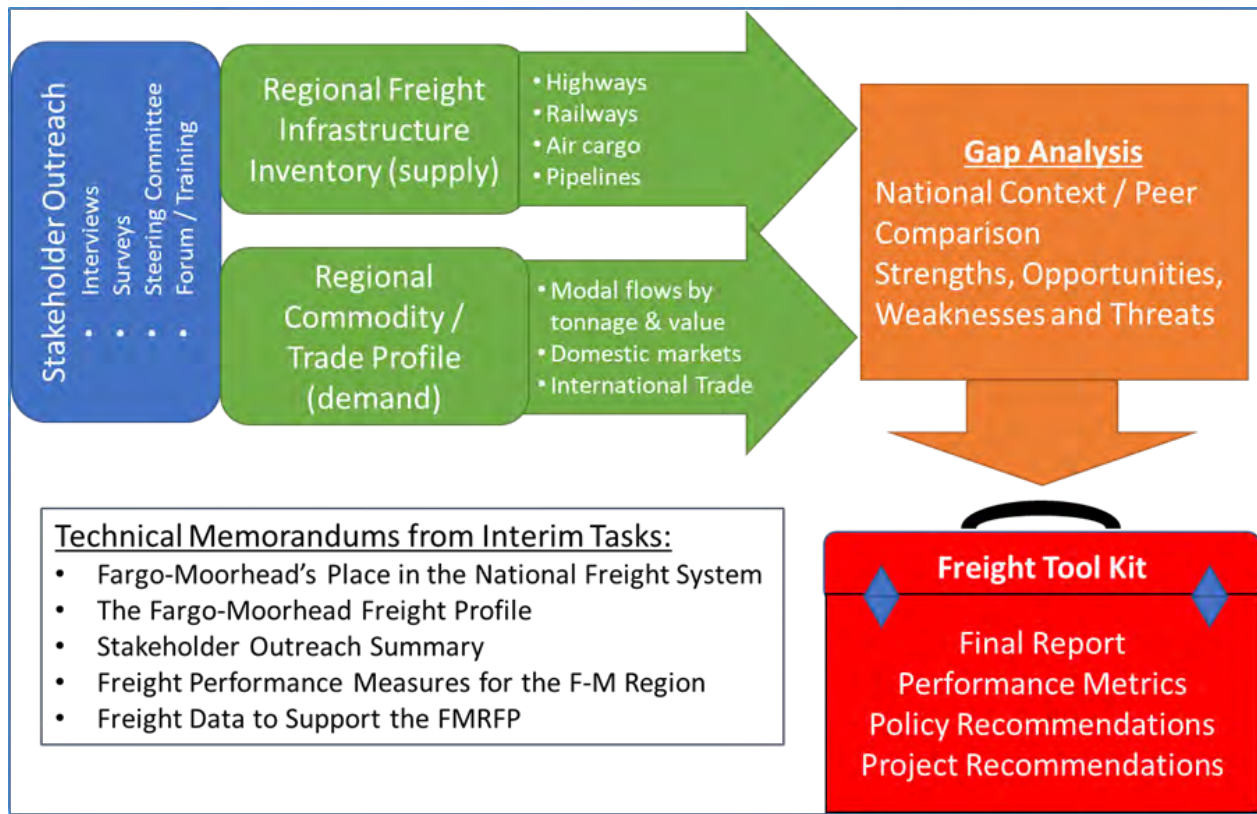 Stakeholder Outreach
• Interviews
• Surveys
• Steering Committee
• Forum / Training
Regional Freight
Infrastructure
Inventory (supply)
• Highways
• Railways
• Air cargo
• Pipelines
Regional
Commodity /
Trade Profile
(demand)
• Modal flows by
tonnage & value
• Domestic markets
• International Trade
Gap Analysis
National Context / Peer
Comparison
Strengths, Opportunities,
Weaknesses and Threats
Technical Memorandums from Interim Tasks:
• Fargo-Moorhead’s Place in the National Freight System
• The Fargo-Moorhead Freight Profile
• Stakeholder Outreach Summary
• Freight Performance Measures for the F-M Region
• Freight Data to Support the FMRFP
Freight Tool Kit
Final Report
Performance Metrics
Policy Recommendations
Project Recommendations